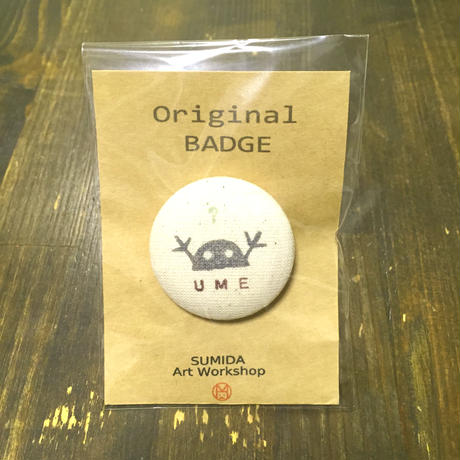 Original
BADGE
?
UME
SUMIDA
Art Workshop